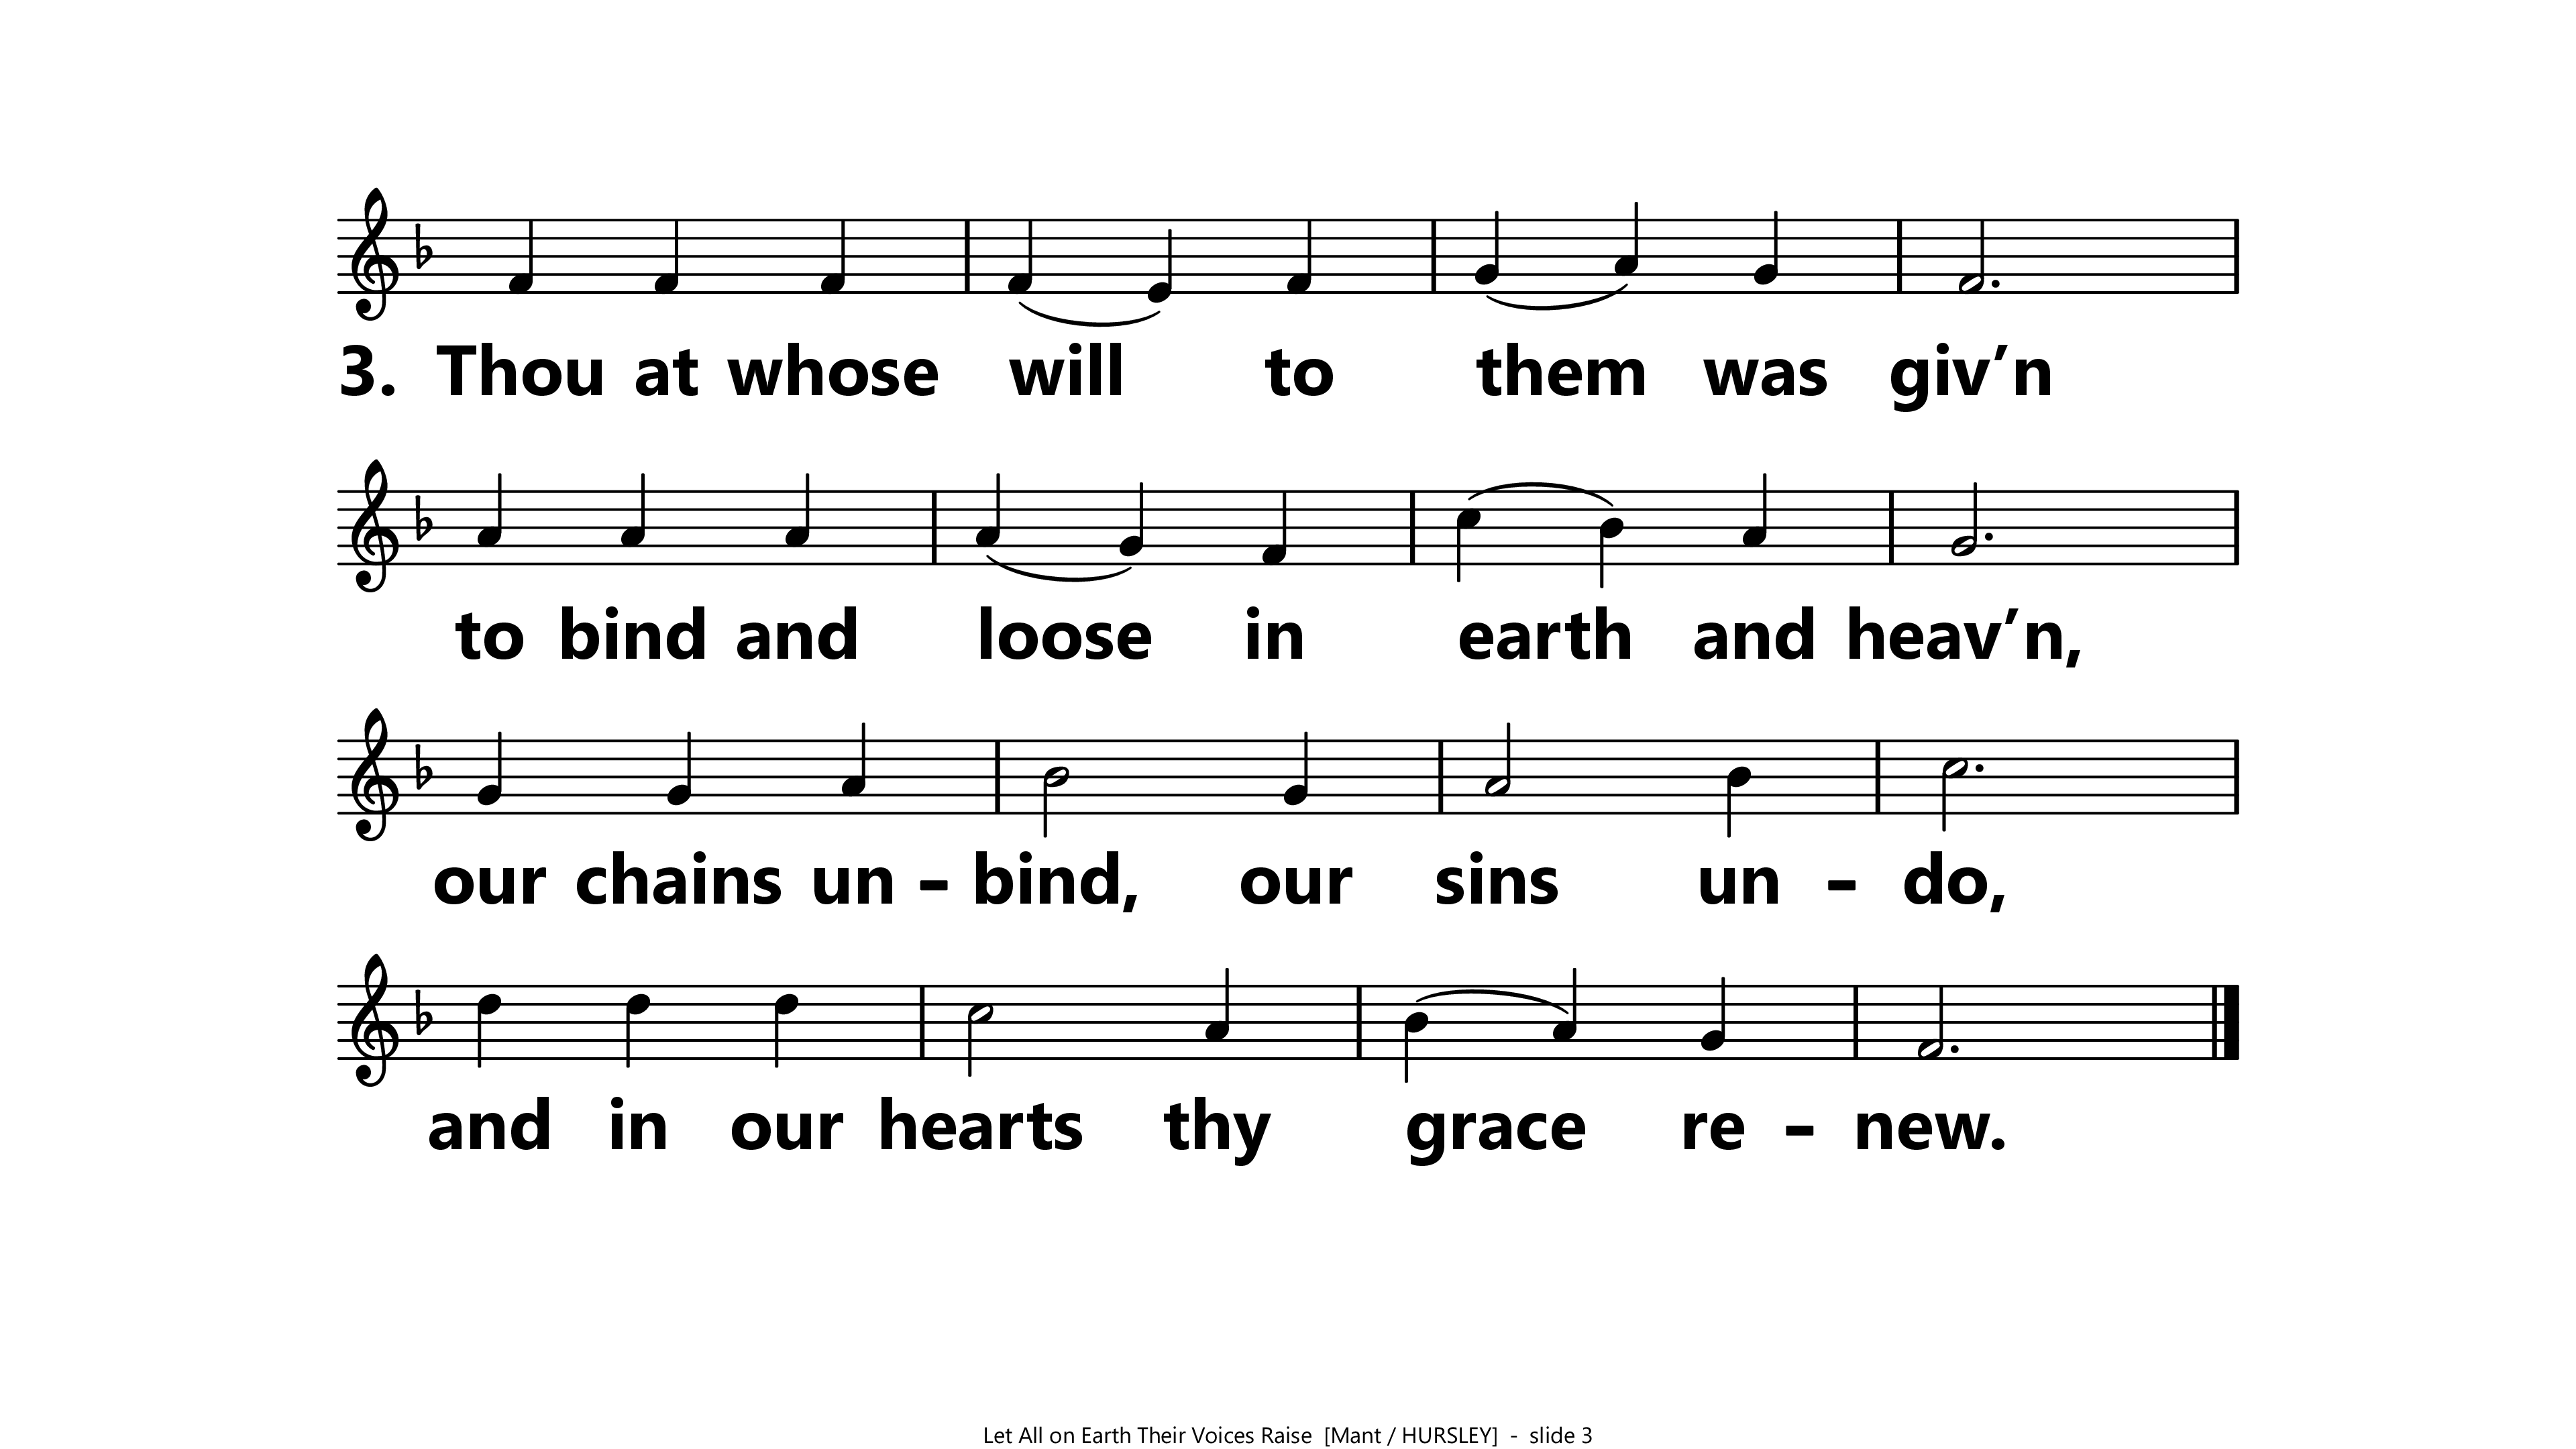 3. Thou at whose will to them was giv’n
to bind and loose in earth and heav’n,
our chains un – bind, our sins un – do,
and in our hearts thy grace re – new.
Let All on Earth Their Voices Raise [Mant / HURSLEY] - slide 3